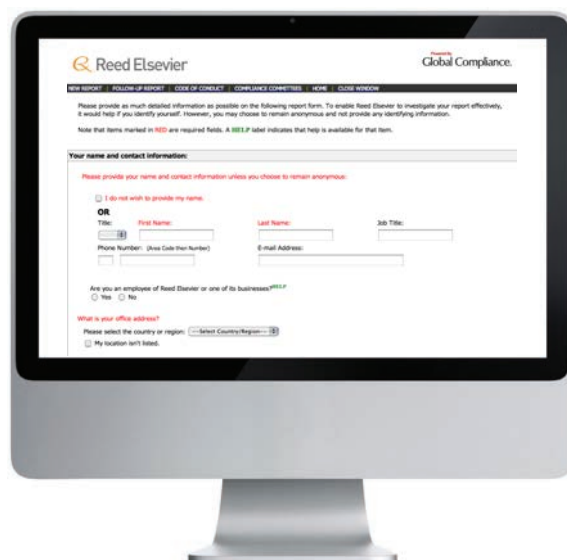 Reed Elsevier
Powered By
Global Compliance.
NEW REPORT | FOLLOW-UP REPORT | CODE OF CONDUCT | COMPLIANCE COMMITTEES | HOME | CLOSE WINDOW
Please provide as much detailed information as possible on the following report form. To enable Reed Elsevier to investigate your report effectively,
it would help if you identify yourself. However, you may choose to remain anonymous and not provide any identifying information.
Note that items marked in RED are required fields. A HELP label indicates that help is available for that item.
Your name and contact information:
Please provide your name and contact information unless you choose to remain anonymous:
I do not wish to provide my name.
OR
Title: First Name: Last Name: Job Title:
Phone Number: (Area Code then Number) E-mail Address:
Are you an employee of Reed Elsevier or one of its businesses? HELP
Yes No
What is your office address?
Please select the country or region: ---Select Country/Region---
My location isn't listed.